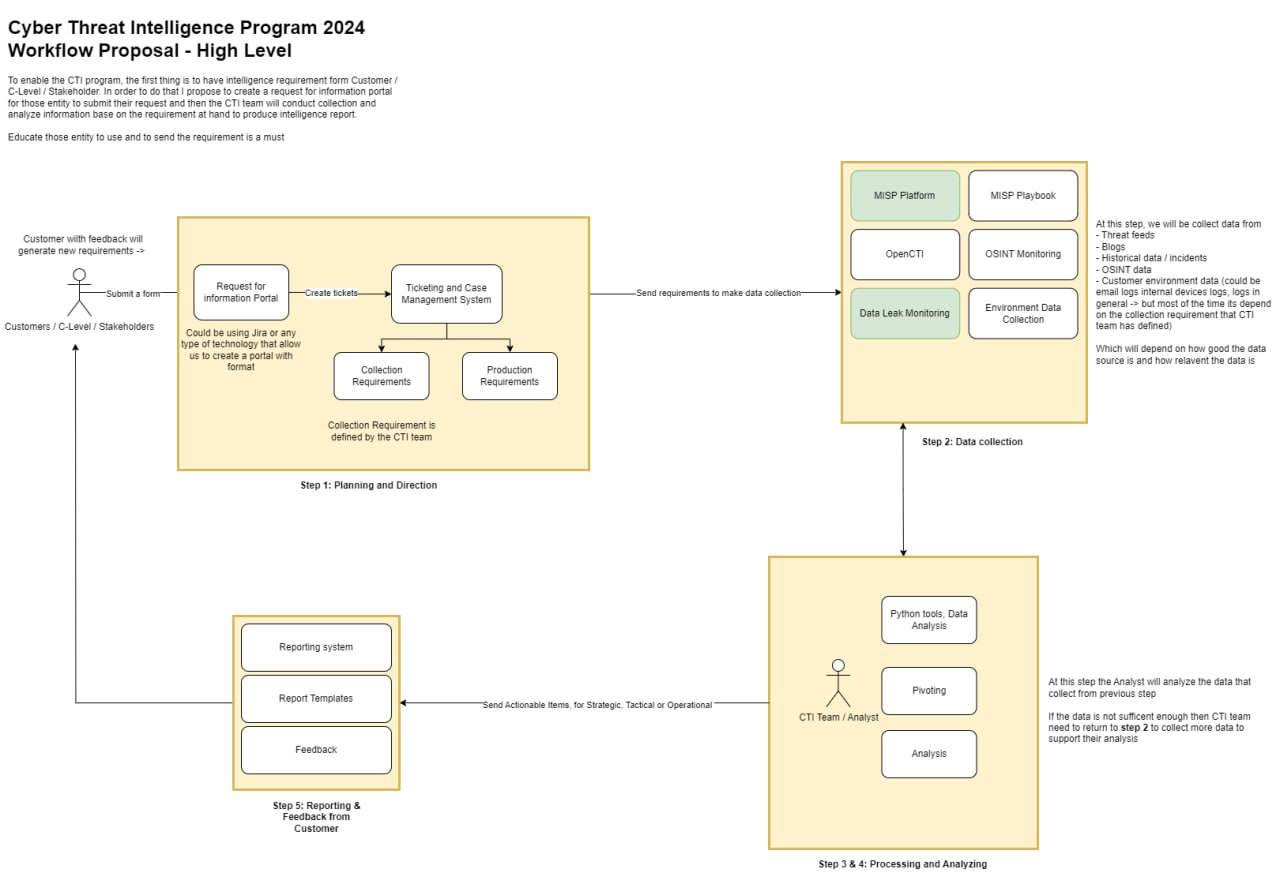 Cyber Threat Intelligence Program 2024
Workflow Proposal - High Level
To enable the CTI program, the first thing is to have intelligence requirement form Customer /
C-Level / Stakeholder. In order to do that I propose to create a request for information portal
for those entity to submit their request and then the CTI team will conduct collection and
analyze information base on the requirement at hand to produce intelligence report.
Educate those entity to use and to send the requirement is a must
Customer wilth feedback will
generate new requirements ->
Submit a form
Customers / C-Level / Stakeholders
Request for
information Portal
Create tickets
Ticketing and Case
Management System
Could be using Jira or any
type of technology that allow
us to create a portal with
format
Collection
Requirements
Production
Requirements
Collection Requirement is
defined by the CTI team
Step 1: Planning and Direction
Send requirements to make data collection
MISP Platform
MISP Playbook
OpenCTI
OSINT Monitoring
Data Leak Monitoring
Environment Data
Collection
Step 2: Data collection
At this step, we will be collect data from
- Threat feeds
- Blogs
- Historical data / incidents
- OSINT data
- Customer environment data (could be
email logs internal devices logs, logs in
general -> but most of the time its depend
on the collection requirement that CTI
team has defined)
Which will depend on how good the data
source is and how relavent the data is
Python tools, Data
Analysis
Pivoting
Analysis
CTI Team / Analyst
Step 3 & 4: Processing and Analyzing
At this step the Analyst will analyze the data that
collect from previous step
If the data is not sufficent enough then CTI team
need to return to step 2 to collect more data to
support their analysis
Send Actionable Items, for Strategic, Tactical or Operational
Reporting system
Report Templates
Feedback
Step 5: Reporting &
Feedback from
Customer